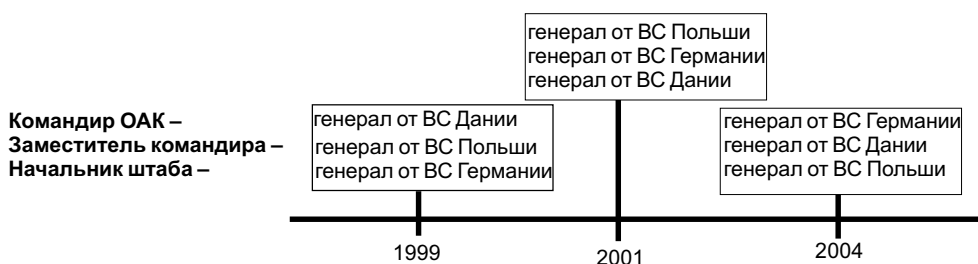 генерал от ВС Польши
генерал от ВС Германии
генерал от ВС Дании
Командир ОАК –
Заместитель командира –
Начальник штаба –
генерал от ВС Дании
генерал от ВС Польши
генерал от ВС Германии
генерал от ВС Германии
генерал от ВС Дании
генерал от ВС Польши
1999
2001
2004